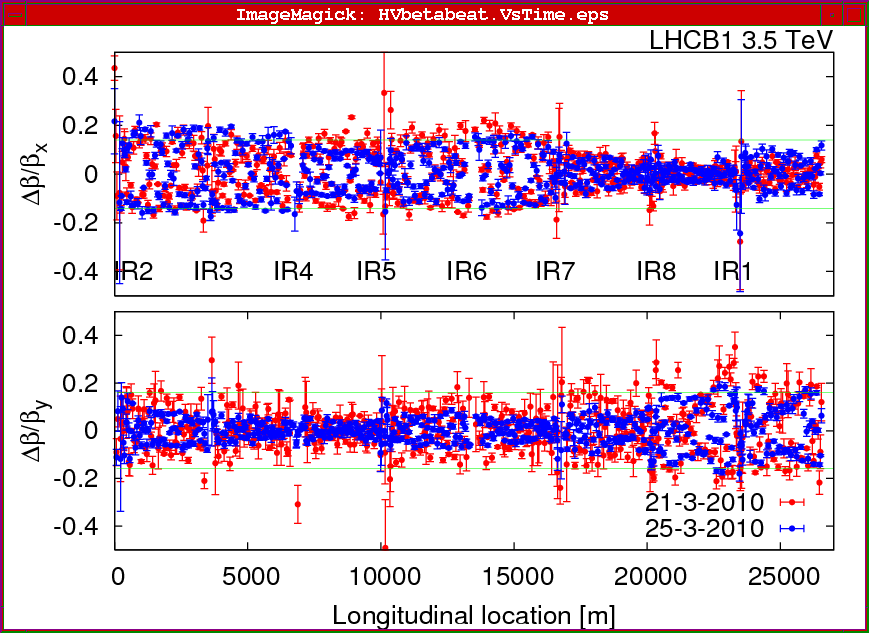 ImageMagick: HVbetabeat.VsTime.eps
LHCB1 3.5 TeV
0.4
0.2
0
-0.2
-0.4
Δβ/βx
IR2 IR3 IR4 IR5 IR6 IR7 IR8 IR1
0.4
0.2
0
-0.2
-0.4
Δβ/βy
21-3-2010
25-3-2010
0 5000 10000 15000 20000 25000
Longitudinal location [m]